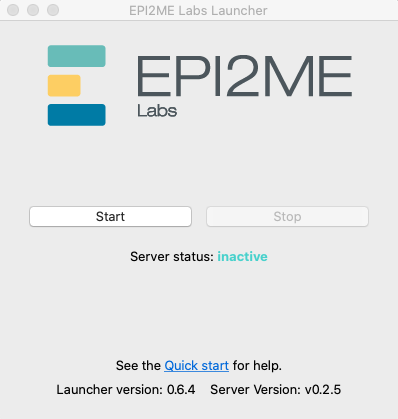 EPI2ME Labs Launcher
EPI2ME
Labs
Start Stop
Server status: inactive
See the Quick start for help.
Launcher version: 0.6.4 Server Version: v0.2.5